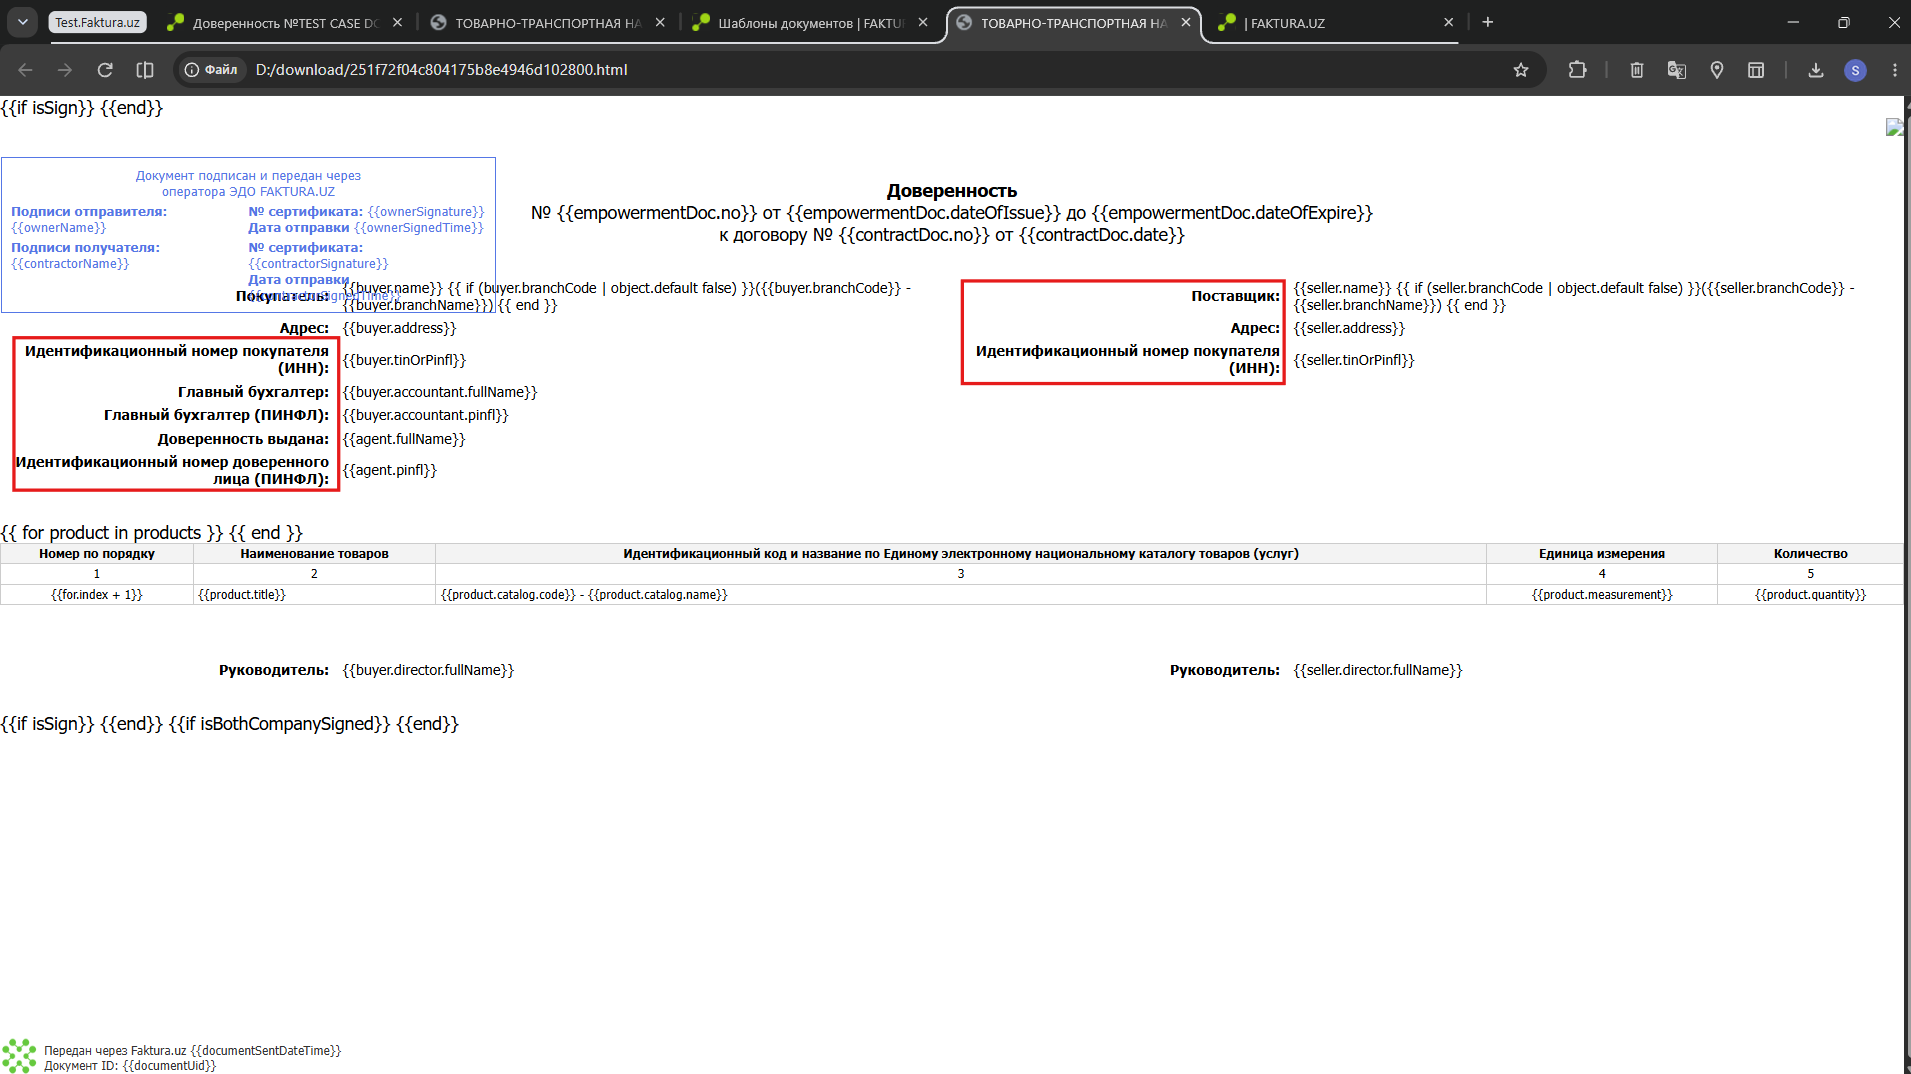 Test.Faktura.uz
Доверенность №TEST CASE DO
ТОВАРНО-ТРАНСПОРТНАЯ НА
Шаблоны документов | FAKTUR
ТОВАРНО-ТРАНСПОРТНАЯ НА
| FAKTURA.UZ
Файл
D:/download/251f72f04c804175b8e4946d102800.html
S
{{if isSign}} {{end}}
Документ подписан и передан через
оператора ЭДО FAKTURA.UZ
Подписи отправителя:
{{ownerName}}
№ сертификата: {{ownerSignature}}
Дата отправки {{ownerSignedTime}}
Подписи получателя:
{{contractorName}}
№ сертификата:
{{contractorSignature}}
Дата отправки
{{contractorSignedTime}}
Доверенность
№ {{empowermentDoc.no}} от {{empowermentDoc.dateOfIssue}} до {{empowermentDoc.dateOfExpire}}
к договору № {{contractDoc.no}} от {{contractDoc.date}}
Покупатель:
{{buyer.name}} {{ if (buyer.branchCode | object.default false) }}({{buyer.branchCode}} -
{{buyer.branchName}}) {{ end }}
Адрес: {{buyer.address}}
Идентификационный номер покупателя
(ИНН):
{{buyer.tinOrPinfl}}
Главный бухгалтер: {{buyer.accountant.fullName}}
Главный бухгалтер (ПИНФЛ): {{buyer.accountant.pinfl}}
Доверенность выдана: {{agent.fullName}}
Идентификационный номер доверенного
лица (ПИНФЛ):
{{agent.pinfl}}
Поставщик:
{{seller.name}} {{ if (seller.branchCode | object.default false) }}({{seller.branchCode}} -
{{seller.branchName}}) {{ end }}
Адрес: {{seller.address}}
Идентификационный номер покупателя
(ИНН):
{{seller.tinOrPinfl}}
{{ for product in products }} {{ end }}
Номер по порядку Наименование товаров Идентификационный код и название по Единому электронному национальному каталогу товаров (услуг) Единица измерения Количество
1 2 3 4 5
{{for.index + 1}} {{product.title}} {{product.catalog.code}} - {{product.catalog.name}} {{product.measurement}} {{product.quantity}}
Руководитель: {{buyer.director.fullName}} Руководитель: {{seller.director.fullName}}
{{if isSign}} {{end}} {{if isBothCompanySigned}} {{end}}
Передан через Faktura.uz {{documentSentDateTime}}
Документ ID: {{documentUid}}